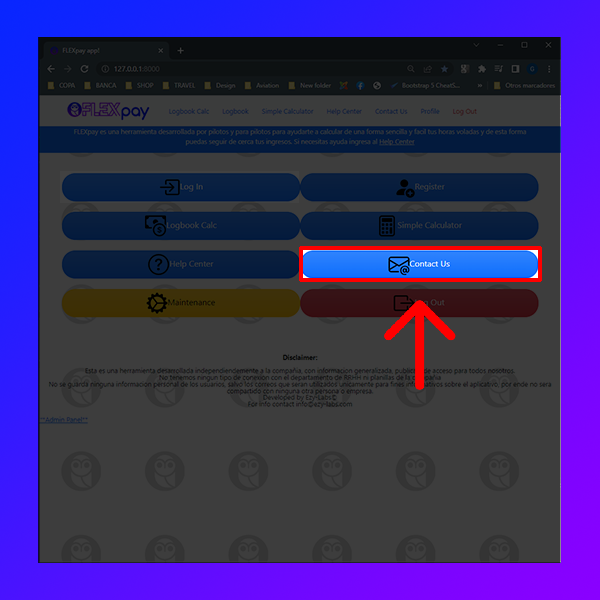 FLEXpay app!
127.0.0.1:8000
COPA BANCA SHOP TRAVEL Design Aviation New folder Bootstrap 5 CheatS... » Otros marcadores
FLEXpay Logbook Calc Logbook Simple Calculator Help Center Contact Us Profile Log Out
FLEXpay es una herramienta desarrollada por pilotos y para pilotos para ayudarte a calcular de una forma sencilla y facil tus horas voladas y de esta forma
puedas seguir de cerca tus ingresos. Si necesitas ayuda ingresa al Help Center
Log In
Register
Logbook Calc
Simple Calculator
Help Center
Contact Us
Maintenance
Out
Disclaimer:
Esta es una herramienta desarrollada independientemente a la compañia, con informacion generalizada, publica de acceso para todos nosotros.
No tenemos ningun tipo de conexión con el departamento de RRHH ni planillas de la compañia
No se guarda ninguna informacion personal de los usuarios, salvo los correos que seran utilizados unicamente para fines informativos sobre el aplicativo, por ende no sera
compartido con ninguna otra persona o empresa.
Developed by Ezy-Labs©
For info contact info@ezy-labs.com
**Admin Panel**